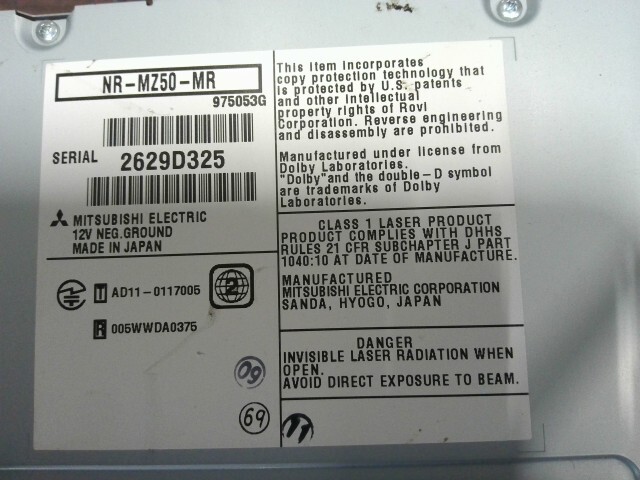 NR-MZ50-MR
975053G
SERIAL 2629D325
MITSUBISHI ELECTRIC
12V NEG.GROUND
MADE IN JAPAN
T AD11-0117005
R 005WWDA0375
2
09
69
This item incorporates
copy protection technology that
is protected by U.S. patents
and other intellectual
property rights of Rovi
Corporation. Reverse engineering
and disassembly are prohibited.
Manufactured under license from
Dolby Laboratories.
"Dolby"and the double-D symbol
are trademarks of Dolby
Laboratories.
CLASS 1 LASER PRODUCT
PRODUCT COMPLIES WITH DHHS
RULES 21 CFR SUBCHAPTER J PART
1040:10 AT DATE OF MANUFACTURE.
MANUFACTURED
MITSUBISHI ELECTRIC CORPORATION
SANDA, HYOGO, JAPAN
DANGER
INVISIBLE LASER RADIATION WHEN
OPEN.
AVOID DIRECT EXPOSURE TO BEAM.